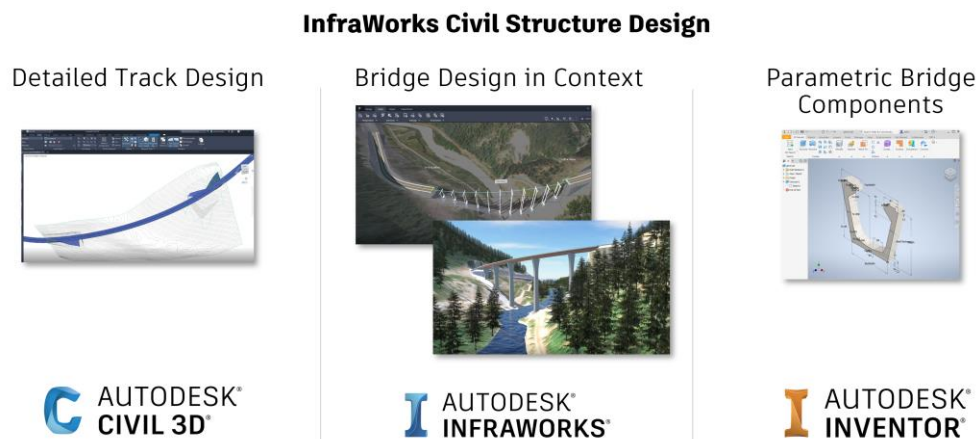 InfraWorks Civil Structure Design
Detailed Track Design
Bridge Design in Context
Parametric Bridge
Components
AUTODESK®
CIVIL 3D®
AUTODESK®
INFRAWORKS®
AUTODESK®
INVENTOR®